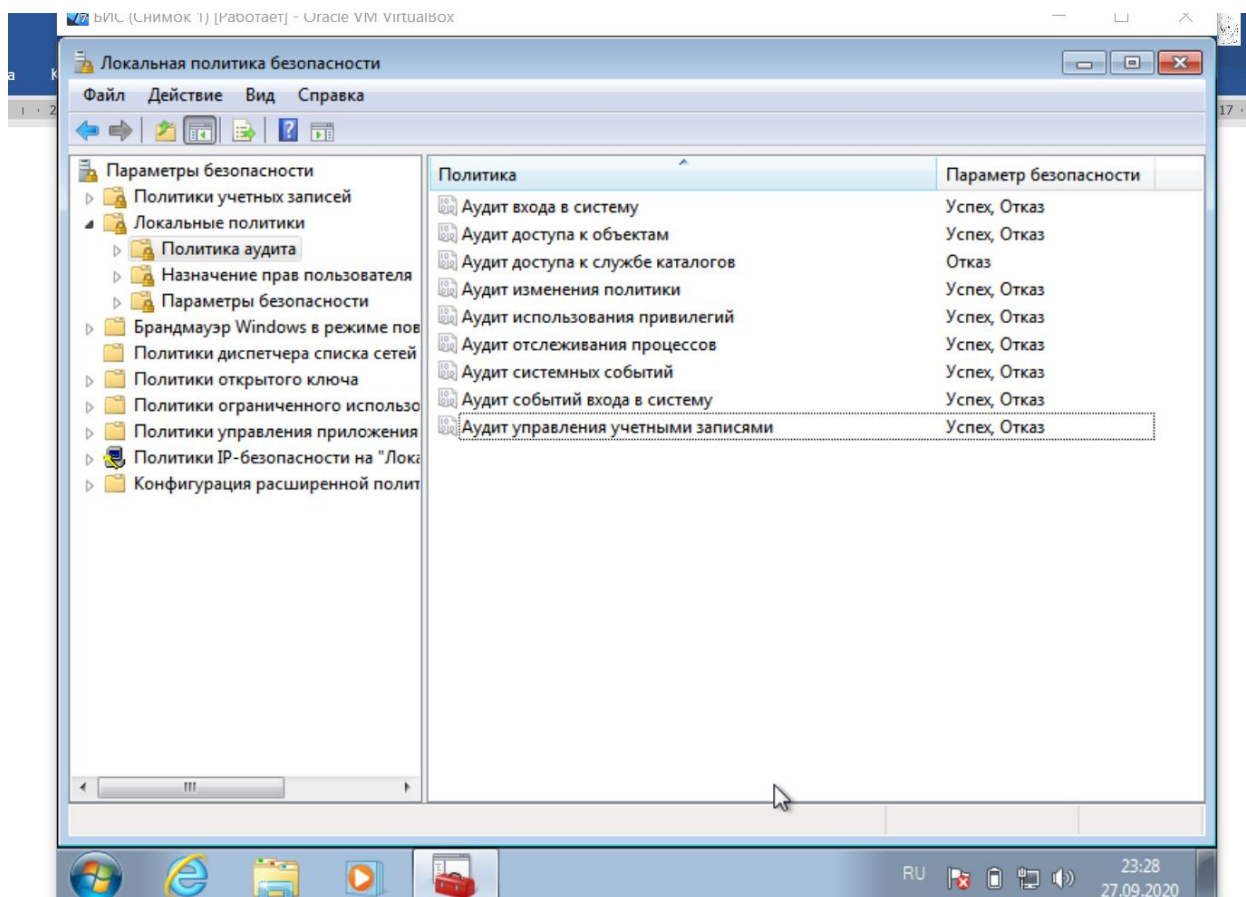 БИС (Снимок 1) [Работает] - Oracle VM VirtualBox
Локальная политика безопасности
Файл Действие Вид Справка
17
2
Параметры безопасности
Политики учетных записей
Локальные политики
Политика аудита
Назначение прав пользователя
Параметры безопасности
Брандмауэр Windows в режиме пов
Политики диспетчера списка сетей
Политики открытого ключа
Политики ограниченного использо
Политики управления приложения
Политики IP-безопасности на "Лока
Конфигурация расширенной полит
Политика Параметр безопасности
Аудит входа в систему Успех, Отказ
Аудит доступа к объектам Успех, Отказ
Аудит доступа к службе каталогов Отказ
Аудит изменения политики Успех, Отказ
Аудит использования привилегий Успех, Отказ
Аудит отслеживания процессов Успех, Отказ
Аудит системных событий Успех, Отказ
Аудит событий входа в систему Успех, Отказ
Аудит управления учетными записями Успех, Отказ
RU
23:28
27.09.2020